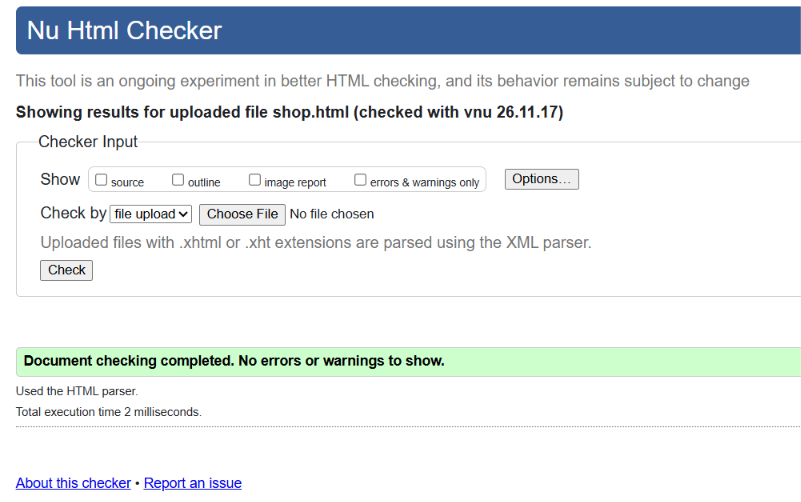 Nu Html Checker
This tool is an ongoing experiment in better HTML checking, and its behavior remains subject to change
Showing results for uploaded file shop.html (checked with vnu 26.11.17)
Checker Input
Show source outline image report errors & warnings only Options...
Check by file upload Choose File No file chosen
Uploaded files with .xhtml or .xht extensions are parsed using the XML parser.
Check
Document checking completed. No errors or warnings to show.
Used the HTML parser.
Total execution time 2 milliseconds.
About this checker • Report an issue